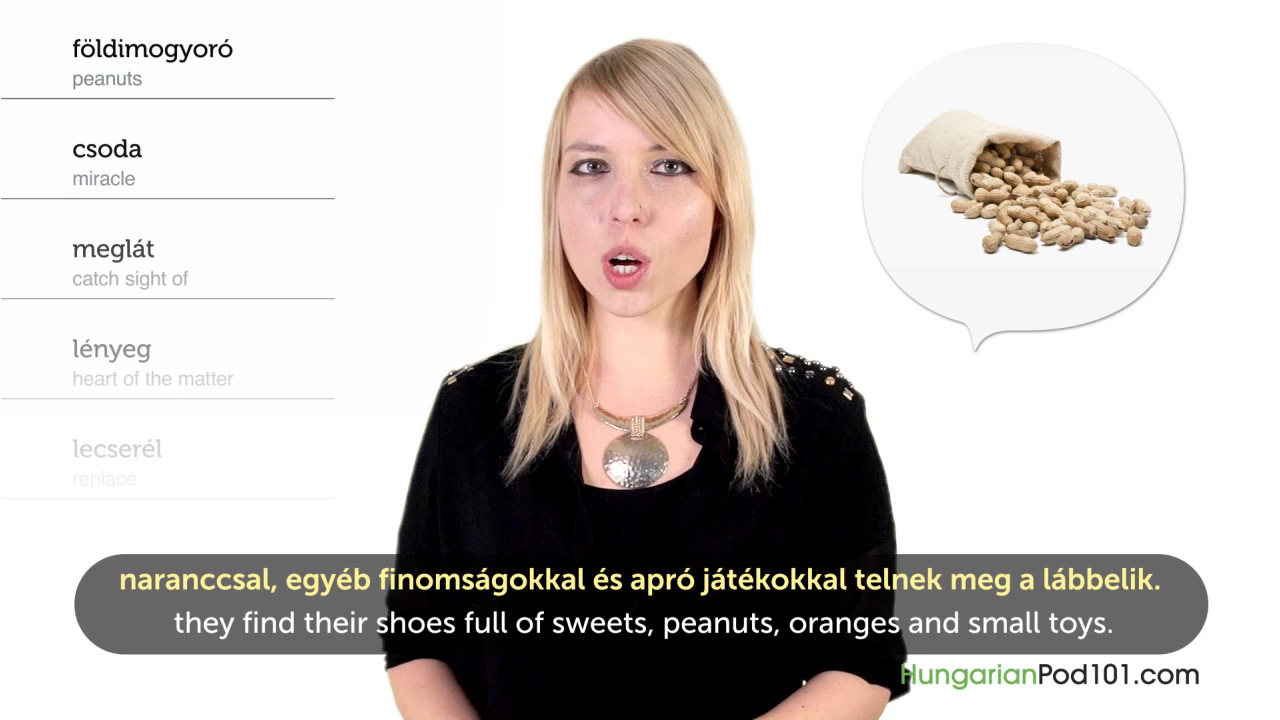 földimogyoró
peanuts
csoda
miracle
meglát
catch sight of
lényeg
heart of the matter
lecserél
replace
naranccsal, egyéb finomságokkal és apró játékokkal telnek meg a lábbelik.
they find their shoes full of sweets, peanuts, oranges and small toys.
HungarianPod101.com